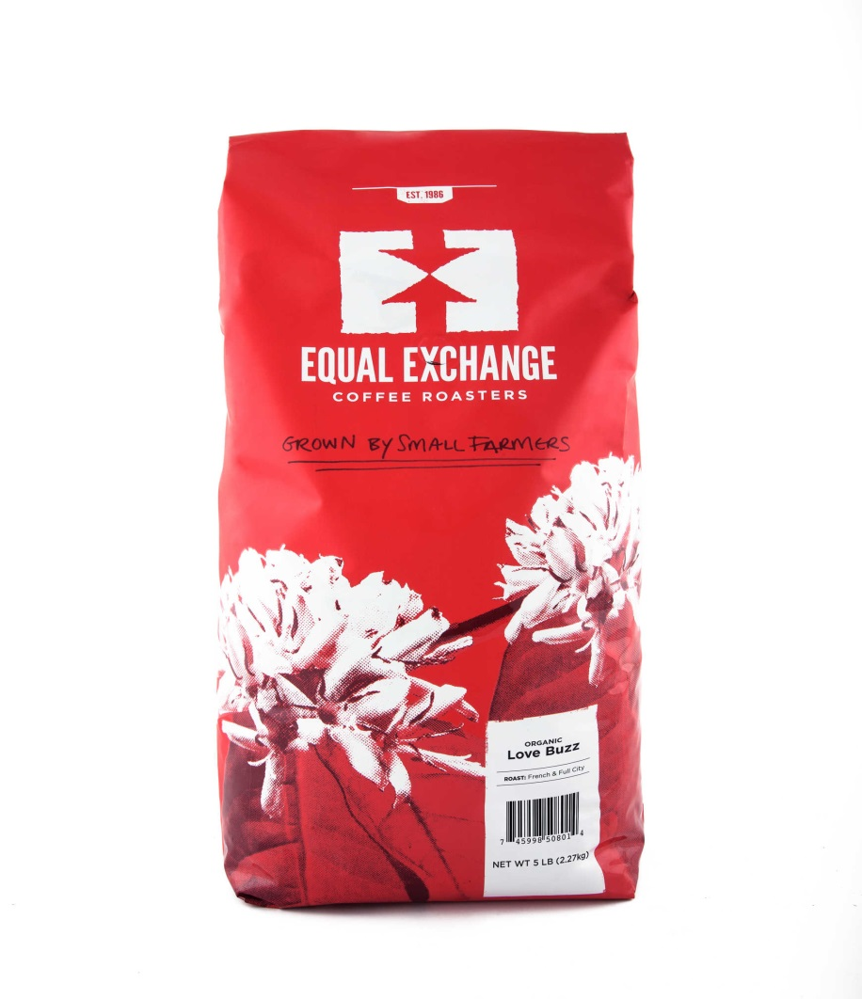 EST. 1986
EQUAL EXCHANGE
COFFEE ROASTERS
GROWN BY SMALL FARMERS
ORGANIC
Love Buzz
ROAST: French & Full City
7 45998 50801 4
NET WT 5 LB (2.27kg)